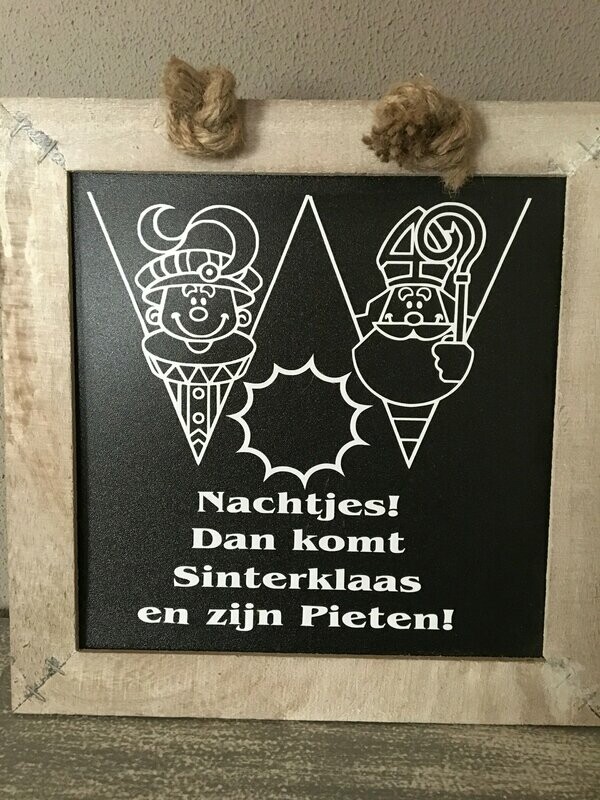 Nachtjes!
Dan komt
Sinterklaas
en zijn Pieten!